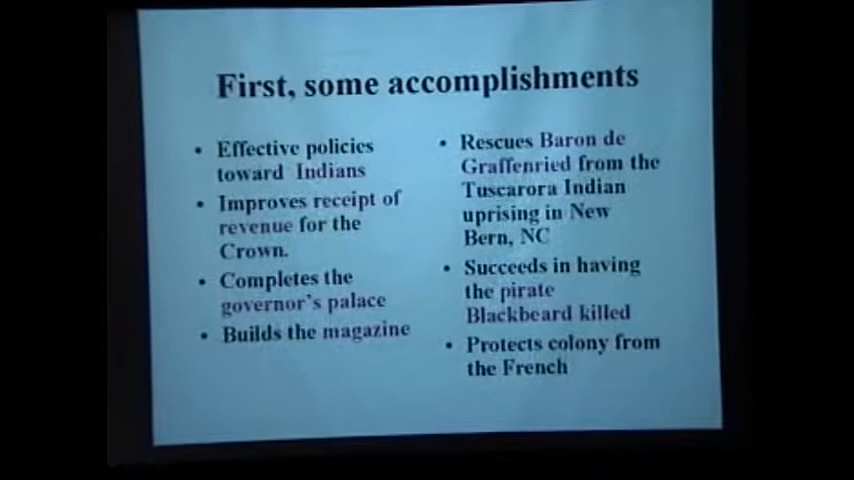 First, some accomplishments
• Effective policies
toward Indians
• Improves receipt of
revenue for the
Crown.
• Completes the
governor's palace
• Builds the magazine
• Rescues Baron de
Graffenried from the
Tuscarora Indian
uprising in New
Bern, NC
• Succeeds in having
the pirate
Blackbeard killed
• Protects colony from
the French